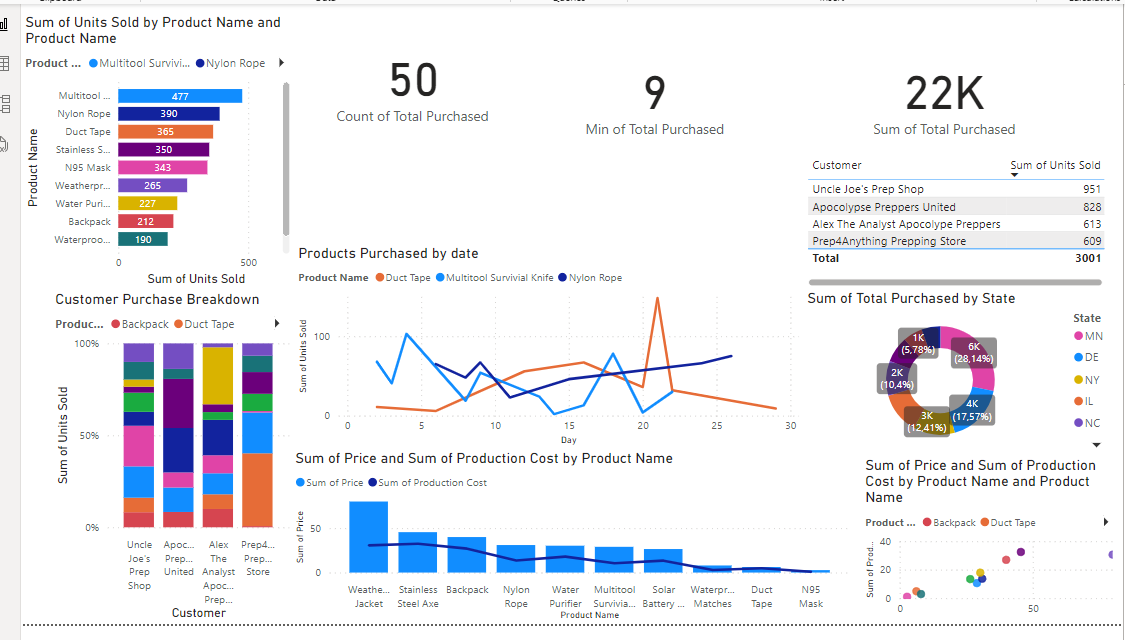 Sum of Units Sold by Product Name and
Product Name
Product ... Multitool Survivi... Nylon Rope
Product Name
Multitool ... 477
Nylon Rope 390
Duct Tape 365
Stainless S... 350
N95 Mask 343
Weatherpr... 265
Water Puri... 227
Backpack 212
Waterproo... 190
0 500
Sum of Units Sold
50
Count of Total Purchased
9
Min of Total Purchased
22K
Sum of Total Purchased
Customer Sum of Units Sold
Uncle Joe's Prep Shop 951
Apocolypse Preppers United 828
Alex The Analyst Apocolype Preppers 613
Prep4Anything Prepping Store 609
Total 3001
Customer Purchase Breakdown
Produc... Backpack Duct Tape
Sum of Units Sold
100%
50%
0%
Uncle
Joe's
Prep
Shop
Apoc...
Prep...
United
Alex
The
Analyst
Apoc...
Prep...
Prep4...
Prep...
Store
Customer
Products Purchased by date
Product Name Duct Tape Multitool Survivial Knife Nylon Rope
Sum of Units Sold
100
0
0 5 10 15 20 25 30
Day
Sum of Total Purchased by State
1K
(5,78%)
6K
(28,14%)
2K
(10,4%)
4K
(17,57%)
3K
(12,41%)
State
MN
DE
NY
IL
NC
Sum of Price and Sum of Production Cost by Product Name
Sum of Price Sum of Production Cost
Sum of Price
50
0
Weathe...
Jacket
Stainless
Steel Axe
Backpack
Nylon
Rope
Water
Purifier
Multitool
Survivia...
Solar
Battery ...
Waterpr...
Matches
Duct
Tape
N95
Mask
Product Name
Sum of Price and Sum of Production
Cost by Product Name and Product
Name
Product ... Backpack Duct Tape
Sum of Prod...
40
20
0
0 50